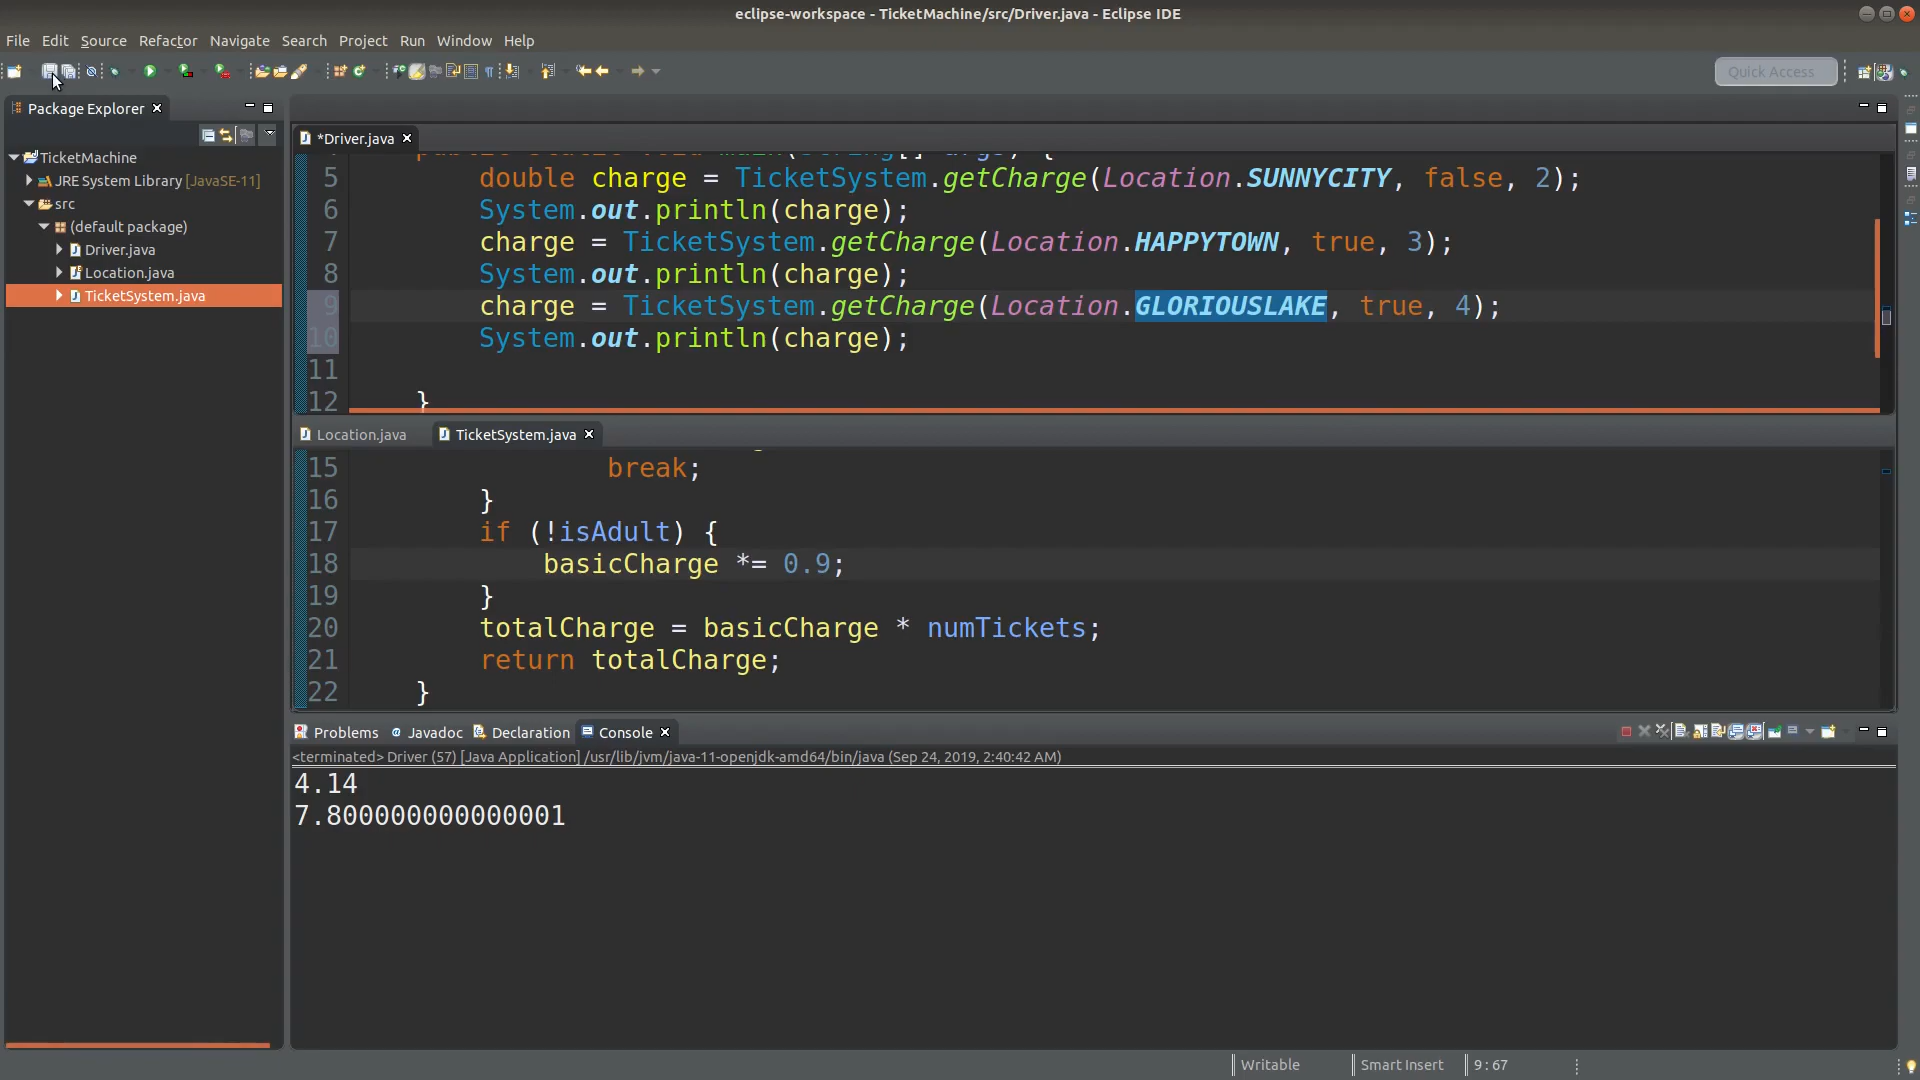 eclipse-workspace - TicketMachine/src/Driver.java - Eclipse IDE
File Edit Source Refactor Navigate Search Project Run Window Help
Quick Access
Package Explorer
TicketMachine
JRE System Library [JavaSE-11]
src
(default package)
Driver.java
Location.java
TicketSystem.java
*Driver.java
5 double charge = TicketSystem.getCharge(Location.SUNNYCITY, false, 2);
6 System.out.println(charge);
7 charge = TicketSystem.getCharge(Location.HAPPYTOWN, true, 3);
8 System.out.println(charge);
9 charge = TicketSystem.getCharge(Location.GLORIOUSLAKE, true, 4);
10 System.out.println(charge);
11
12 }
Location.java TicketSystem.java
15 break;
16 }
17 if (!isAdult) {
18 basicCharge *= 0.9;
19 }
20 totalCharge = basicCharge * numTickets;
21 return totalCharge;
22 }
Problems Javadoc Declaration Console
<terminated> Driver (57) [Java Application] /usr/lib/jvm/java-11-openjdk-amd64/bin/java (Sep 24, 2019, 2:40:42 AM)
4.14
7.800000000000001
Writable Smart Insert 9 : 67